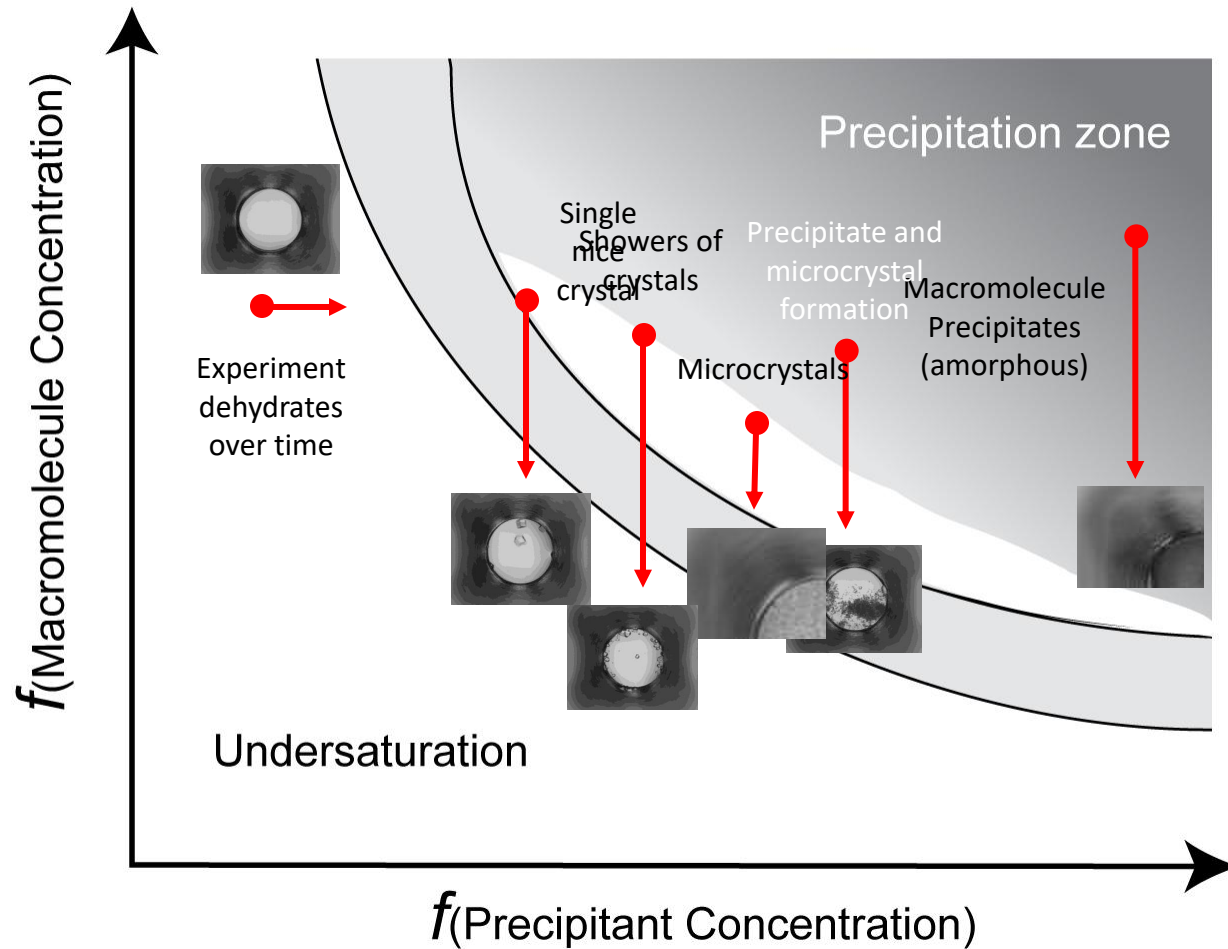 f(Macromolecule Concentration)
Precipitation zone
Single
nice
crystal
Showers of
crystals
Precipitate and
microcrystal
formation
Macromolecule
Precipitates
(amorphous)
Microcrystals
Experiment
dehydrates
over time
Undersaturation
f(Precipitant Concentration)